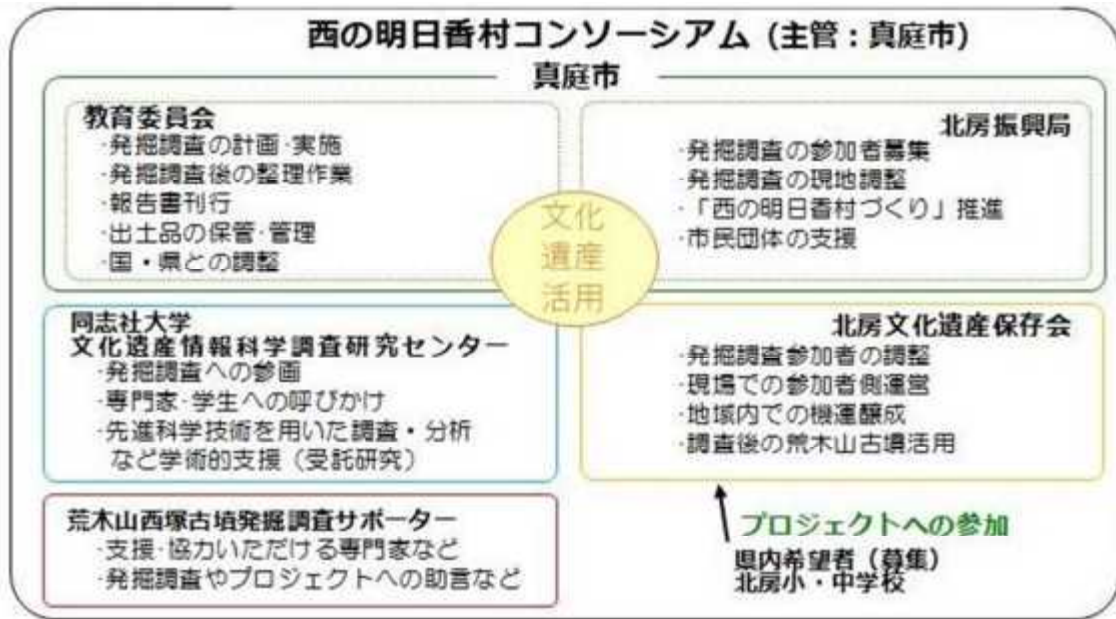 西の明日香村コンソーシアム (主管：真庭市)
真庭市
教育委員会
・発掘調査の計画・実施
・発掘調査後の整理作業
・報告書刊行
・出土品の保管・管理
・国・県との調整
北房振興局
・発掘調査の参加者募集
・発掘調査の現地調整
・「西の明日香村づくり」推進
・市民団体の支援
文化
遺産
活用
同志社大学
文化遺産情報科学調査研究センター
・発掘調査への参画
・専門家・学生への呼びかけ
・先進科学技術を用いた調査・分析
など学術的支援（受託研究）
北房文化遺産保存会
・発掘調査参加者の調整
・現場での参加者側運営
・地域内での機運醸成
・調査後の荒木山古墳活用
荒木山西塚古墳発掘調査サポーター
・支援・協力いただける専門家など
・発掘調査やプロジェクトへの助言など
プロジェクトへの参加
県内希望者（募集）
北房小・中学校